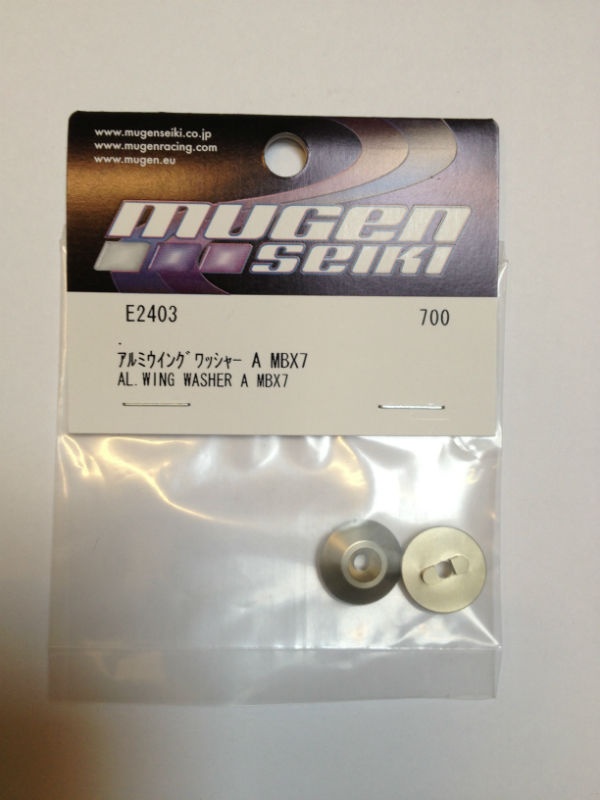 www.mugenseiki.co.jp
www.mugenracing.com
www.mugen.eu
mugen
seiki
E2403 700
ｱﾙﾐｳｲﾝｸﾞﾜｯｼｬｰ A MBX7
AL.WING WASHER A MBX7